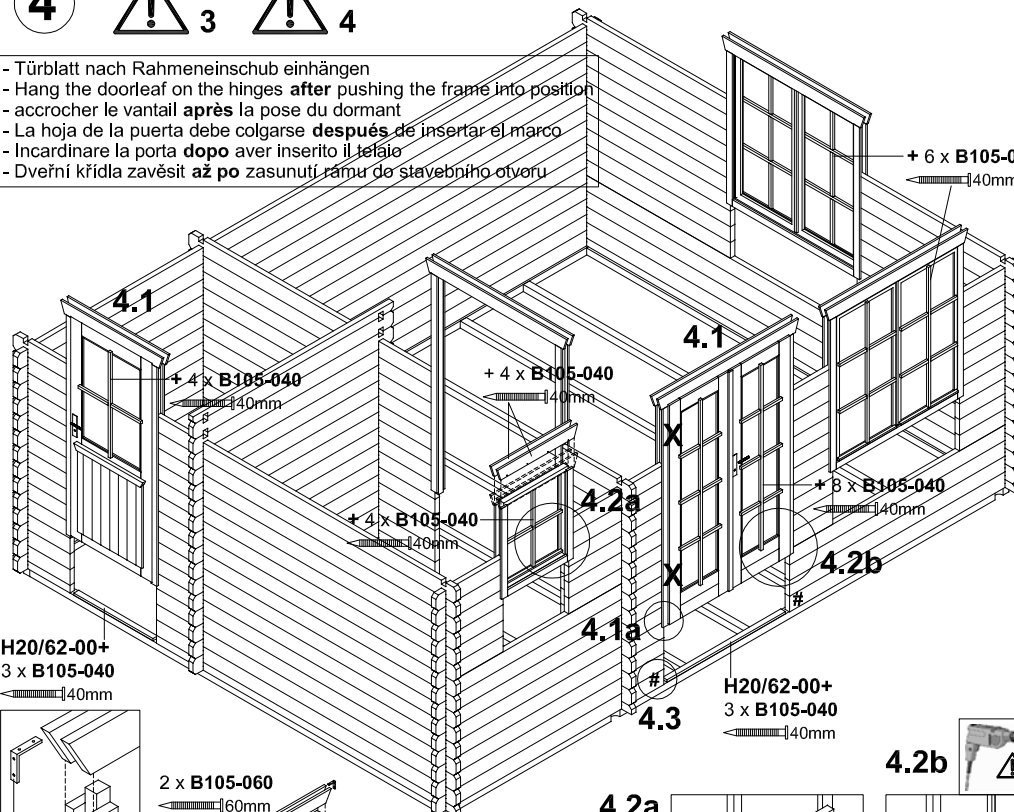 4
3
4
- Türblatt nach Rahmeneinschub einhängen
- Hang the doorleaf on the hinges after pushing the frame into position
- accrocher le vantail après la pose du dormant
- La hoja de la puerta debe colgarse después de insertar el marco
- Incardinare la porta dopo aver inserito il telaio
- Dveřní křídla zavěsit až po zasunutí rámu do stavebního otvoru
+ 6 x B105-0
40mm
4.1
4.1
+ 4 x B105-040
40mm
+ 4 x B105-040
40mm
X
+ 8 x B105-040
40mm
4.2a
+ 4 x B105-040
40mm
4.2b
X
#
4.1a
H20/62-00+
3 x B105-040
40mm
#
4.3
H20/62-00+
3 x B105-040
40mm
2 x B105-060
60mm
4.2b
4.2a